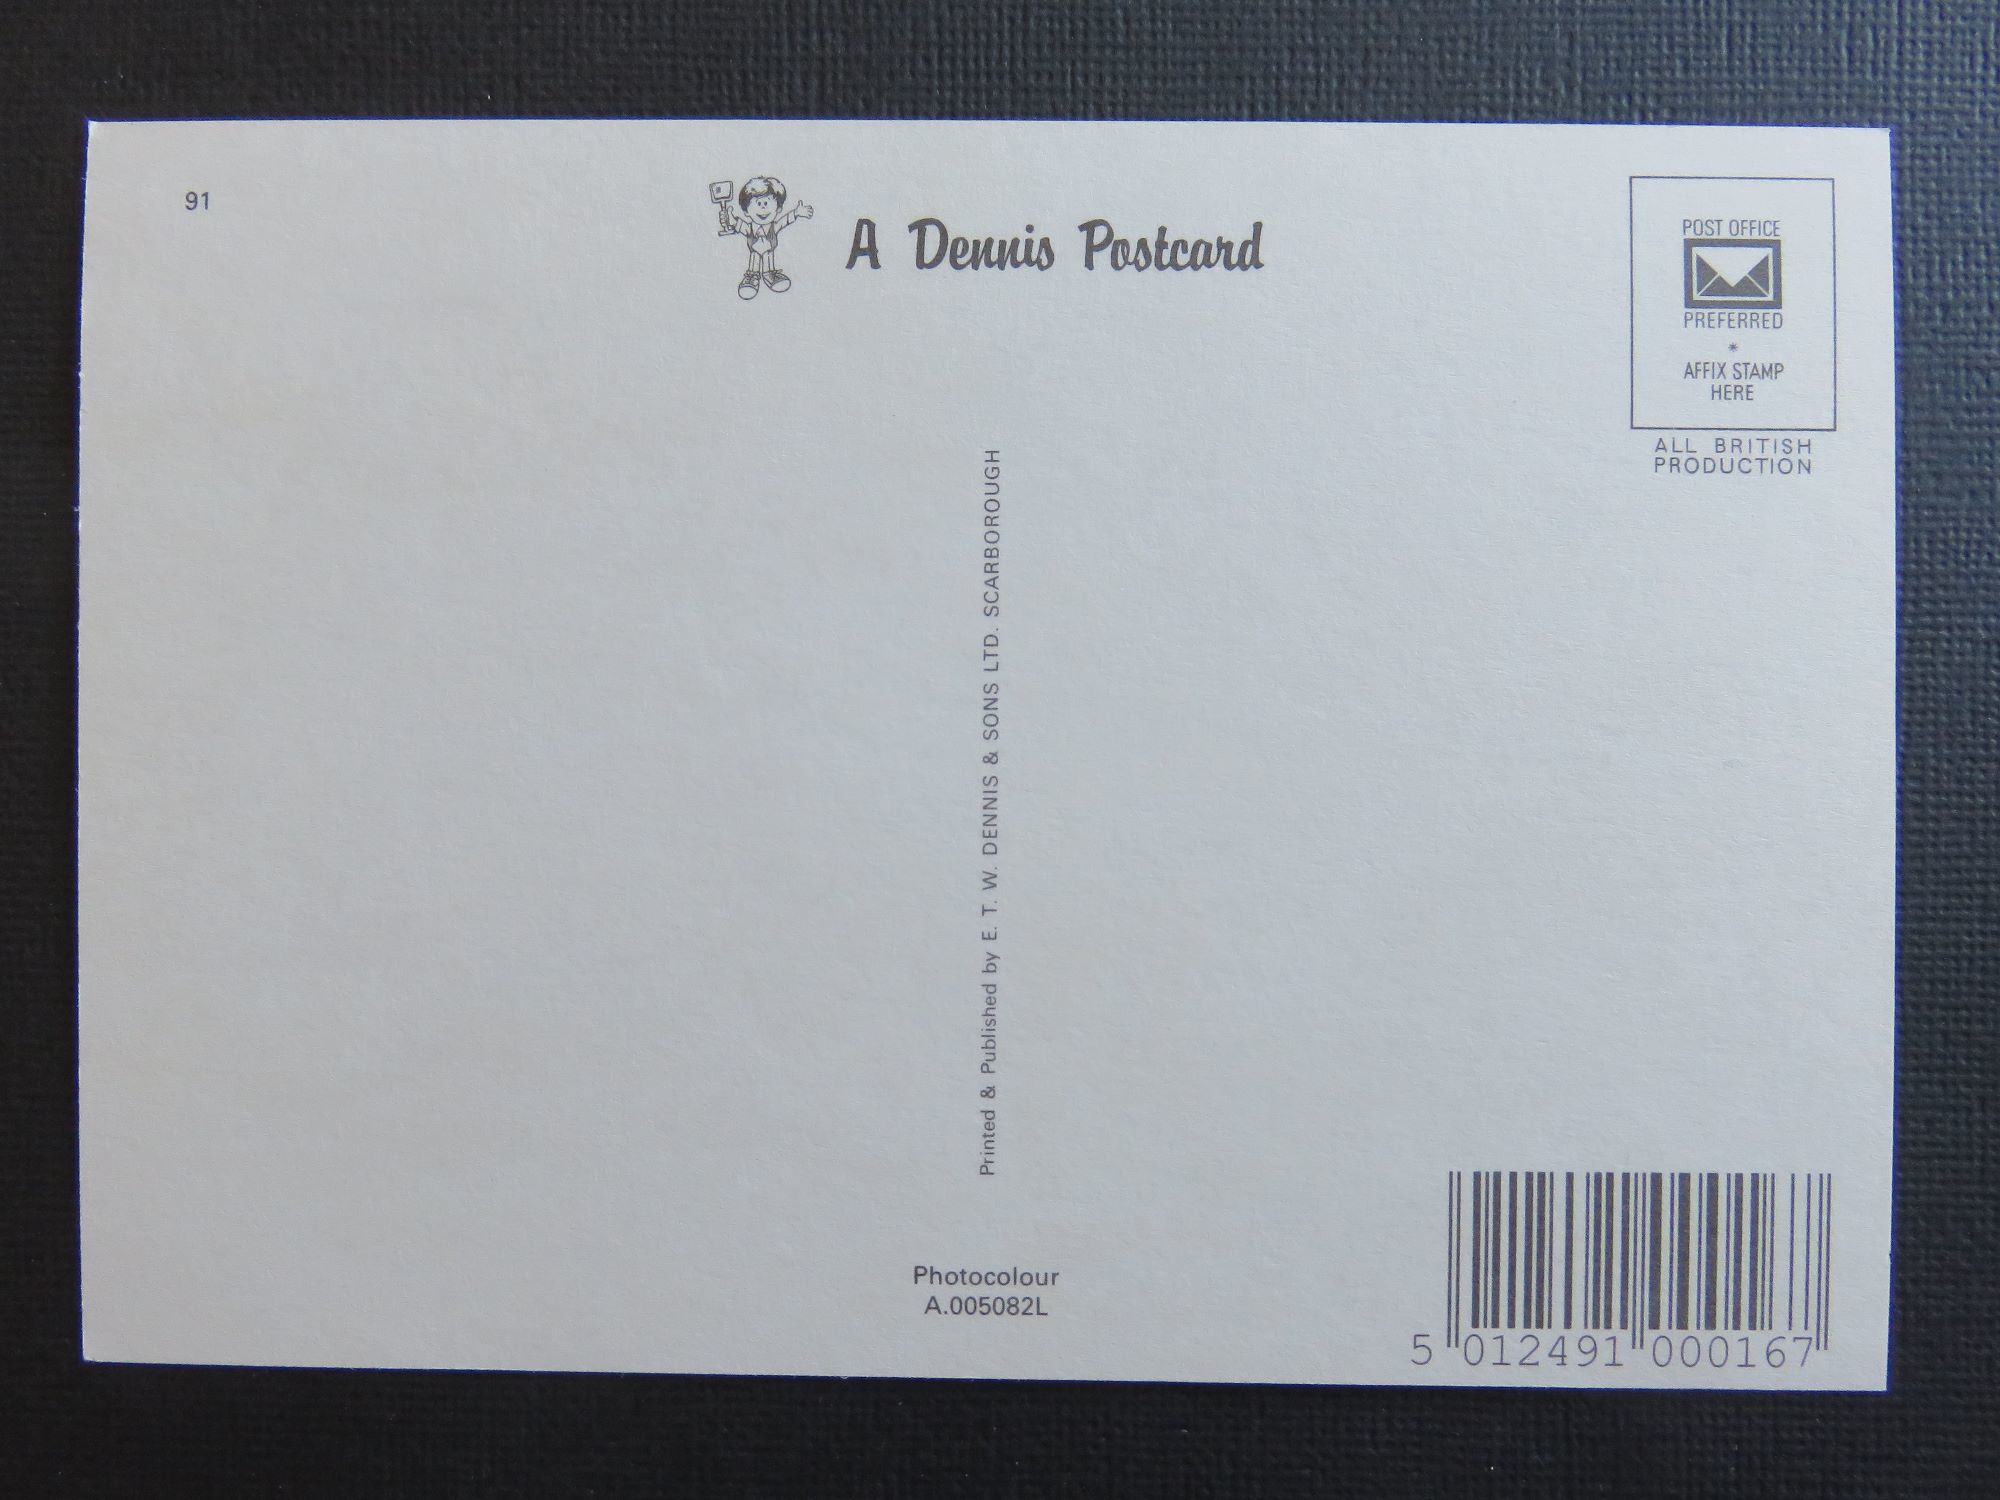 91
A Dennis Postcard
POST OFFICE
PREFERRED
*
AFFIX STAMP
HERE
ALL BRITISH
PRODUCTION
Printed & Published by E. T. W. DENNIS & SONS LTD. SCARBOROUGH
Photocolour
A.005082L
5 012491 000167